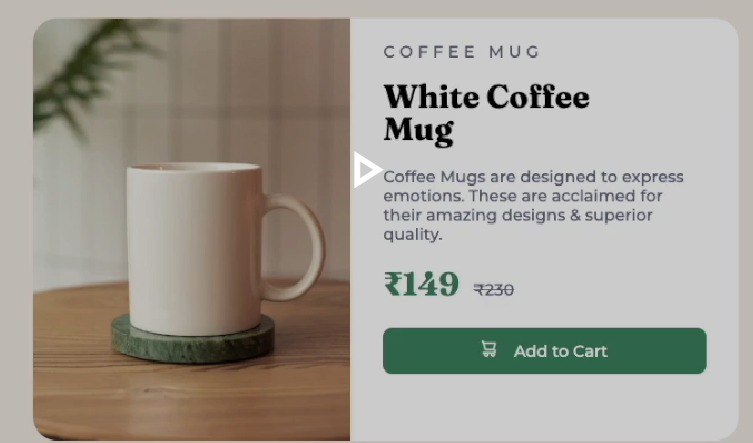 COFFEE MUG
White Coffee
Mug
Coffee Mugs are designed to express
emotions. These are acclaimed for
their amazing designs & superior
quality.
₹149 ₹230
Add to Cart